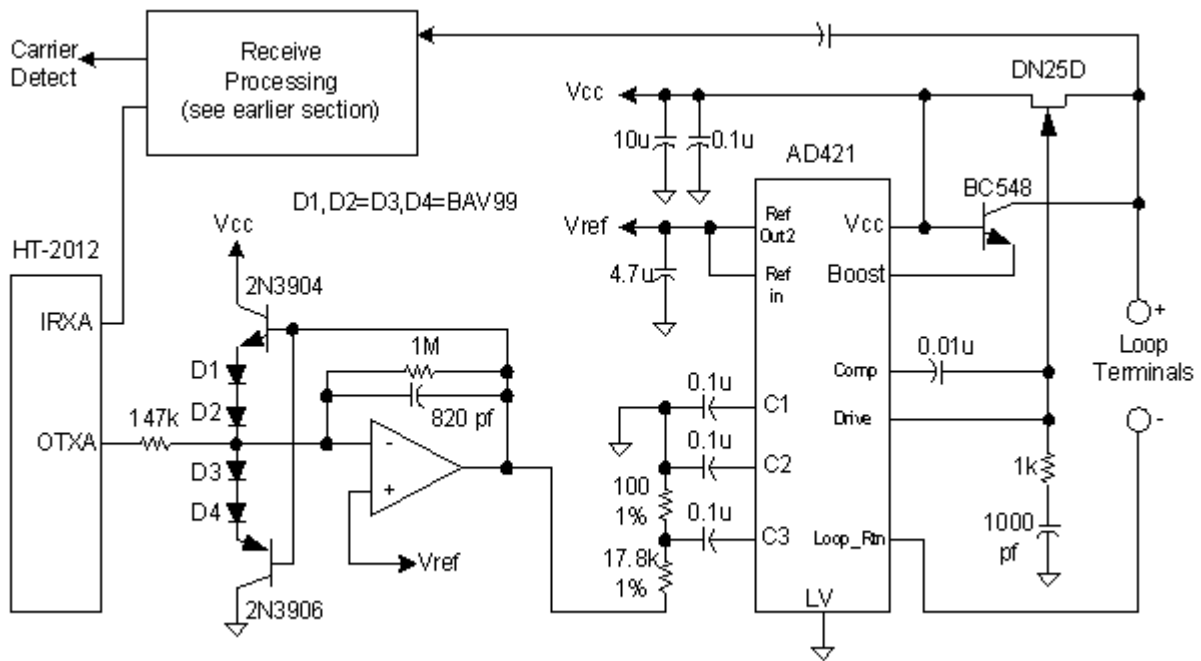 Carrier
Detect
Receive
Processing
(see earlier section)
DN25D
Vcc
10u
0.1u
AD421
BC548
D1,D2=D3,D4=BAV99
Vcc
HT-2012
2N3904
IRXA
Vref
4.7u
Ref
Out2
Vcc
Ref
in
Boost
+
Loop
Terminals
-
D1
D2
147k
OTXA
D3
D4
1M
820 pf
-
+
Vref
2N3906
0.1u
C1
0.1u
C2
100
1%
0.1u
C3
17.8k
1%
Comp
0.01u
Drive
1k
1000
pf
Loop_Rtn
LV